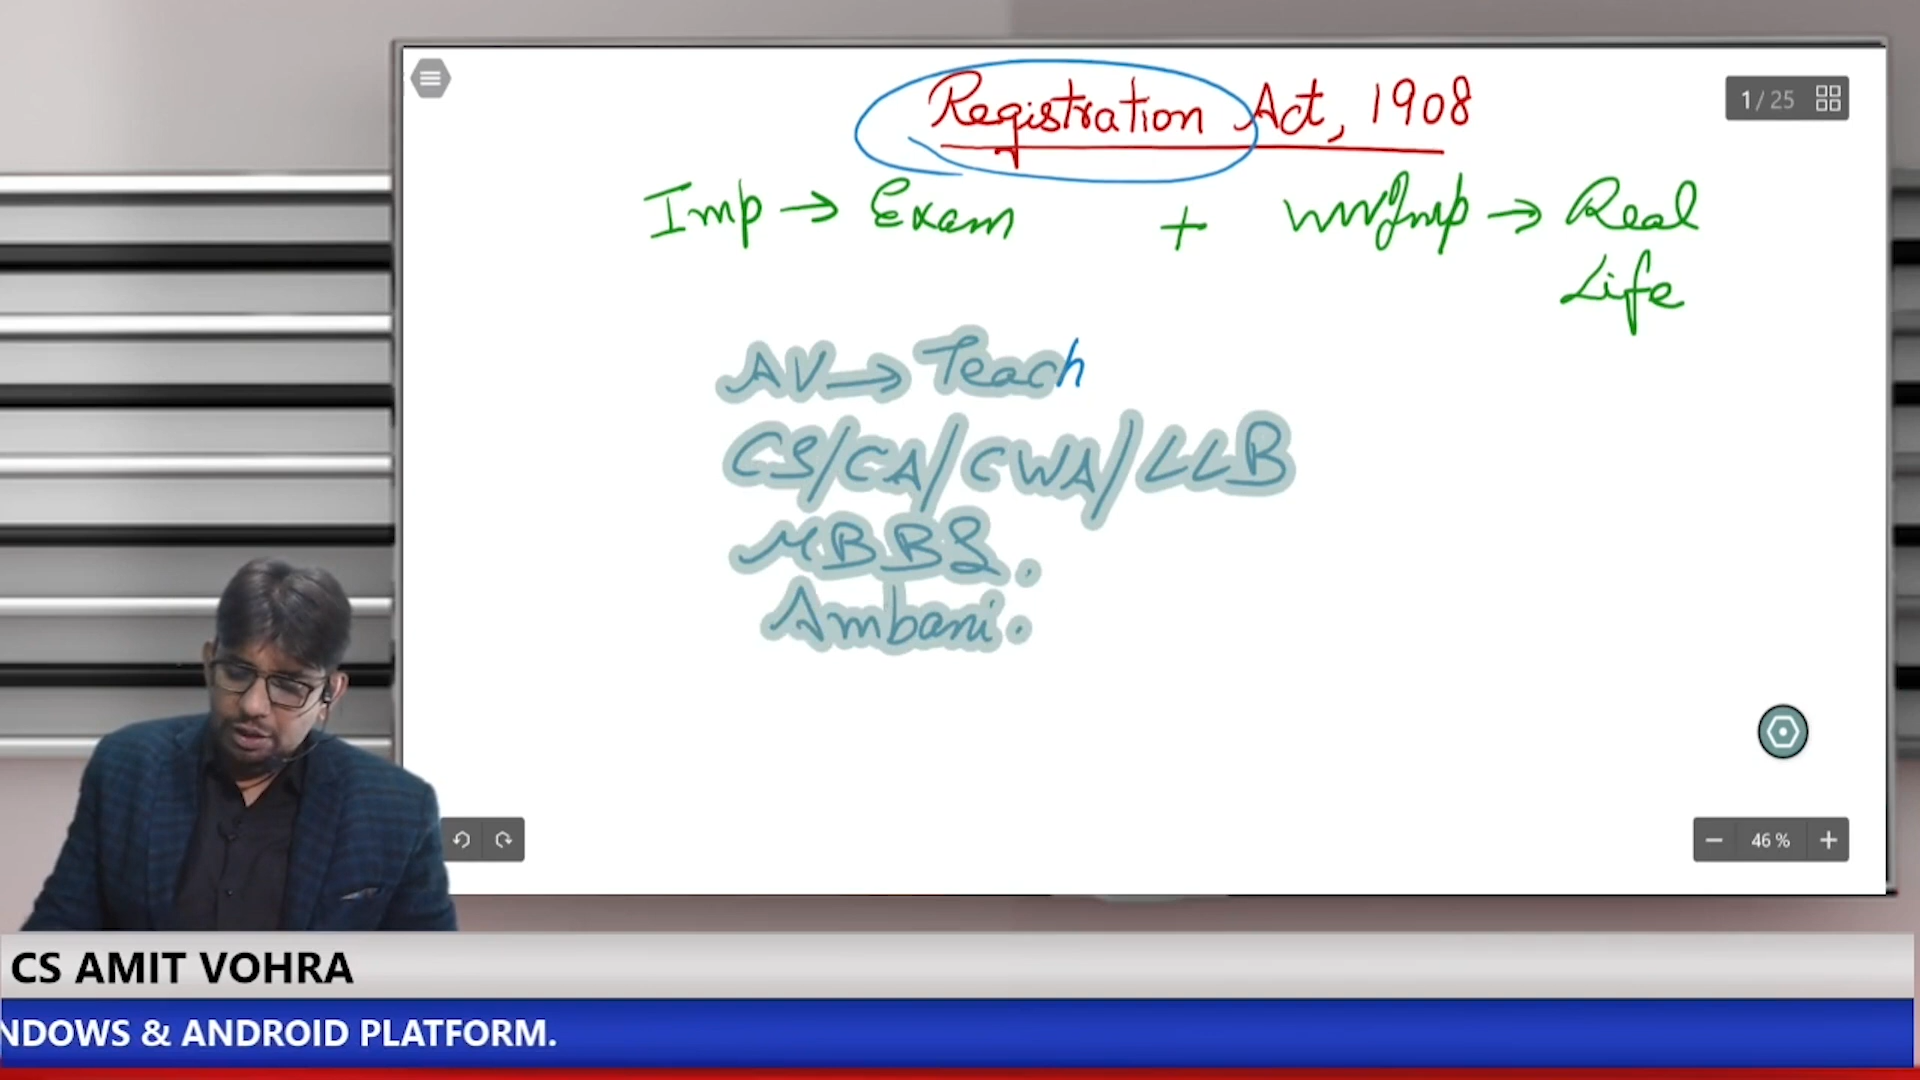 Registration Act, 1908
1 / 25
Imp → Exam + VVVImp → Real
Life
AV → Teach
CS/CA/CWA/LLB
MBBS.
Ambani.
46 %
CS AMIT VOHRA
NDOWS & ANDROID PLATFORM.